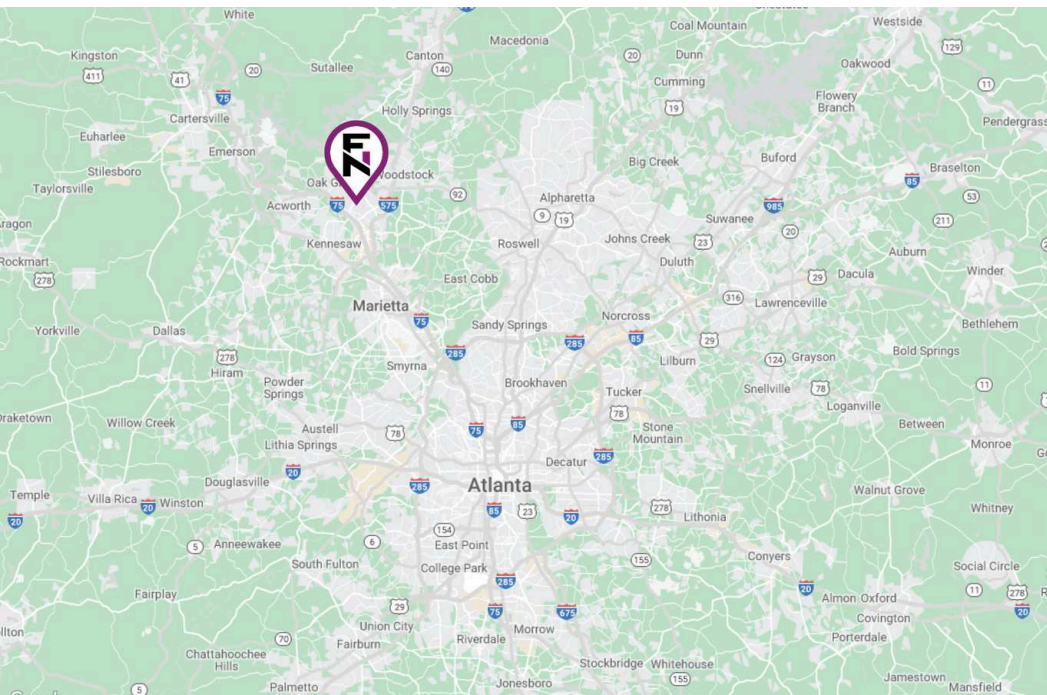 White
Coal Mountain
Westside
Macedonia
Kingston
Canton
20
Dunn
129
Oakwood
411
41
20
Sutallee
140
Cumming
11
75
Holly Springs
19
Flowery
Branch
Cartersville
Pendergrass
Euharlee
Emerson
FN
Stilesboro
Big Creek
Buford
Braselton
Woodstock
Taylorsville
85
92
Alpharetta
53
Acworth
75
575
985
9
19
Suwanee
211
20
Kennesaw
Roswell
Johns Creek
23
Auburn
Rockmart
Duluth
278
East Cobb
29
Dacula
Winder
Marietta
316
Lawrenceville
75
Norcross
Sandy Springs
Bethlehem
Yorkville
Dallas
285
285
85
29
278
Lilburn
124
Grayson
Bold Springs
Hiram
Smyrna
Powder
Springs
Brookhaven
Tucker
Snellville
78
11
78
Loganville
Willow Creek
Austell
78
75
85
Stone
Mountain
Between
Lithia Springs
Monroe
20
Decatur
285
Douglasville
285
Atlanta
Walnut Grove
Temple
Villa Rica
20
Winston
85
23
20
278
Lithonia
Whitney
20
154
5
Anneewakee
6
East Point
155
Conyers
South Fulton
College Park
Social Circle
285
20
Fairplay
11
278
29
75
675
Almon
Oxford
20
Covington
Union City
Morrow
70
Riverdale
Porterdale
Fairburn
Chattahoochee
Hills
Stockbridge
Whitehouse
155
Jamestown
5
Palmetto
Jonesboro
Mansfield